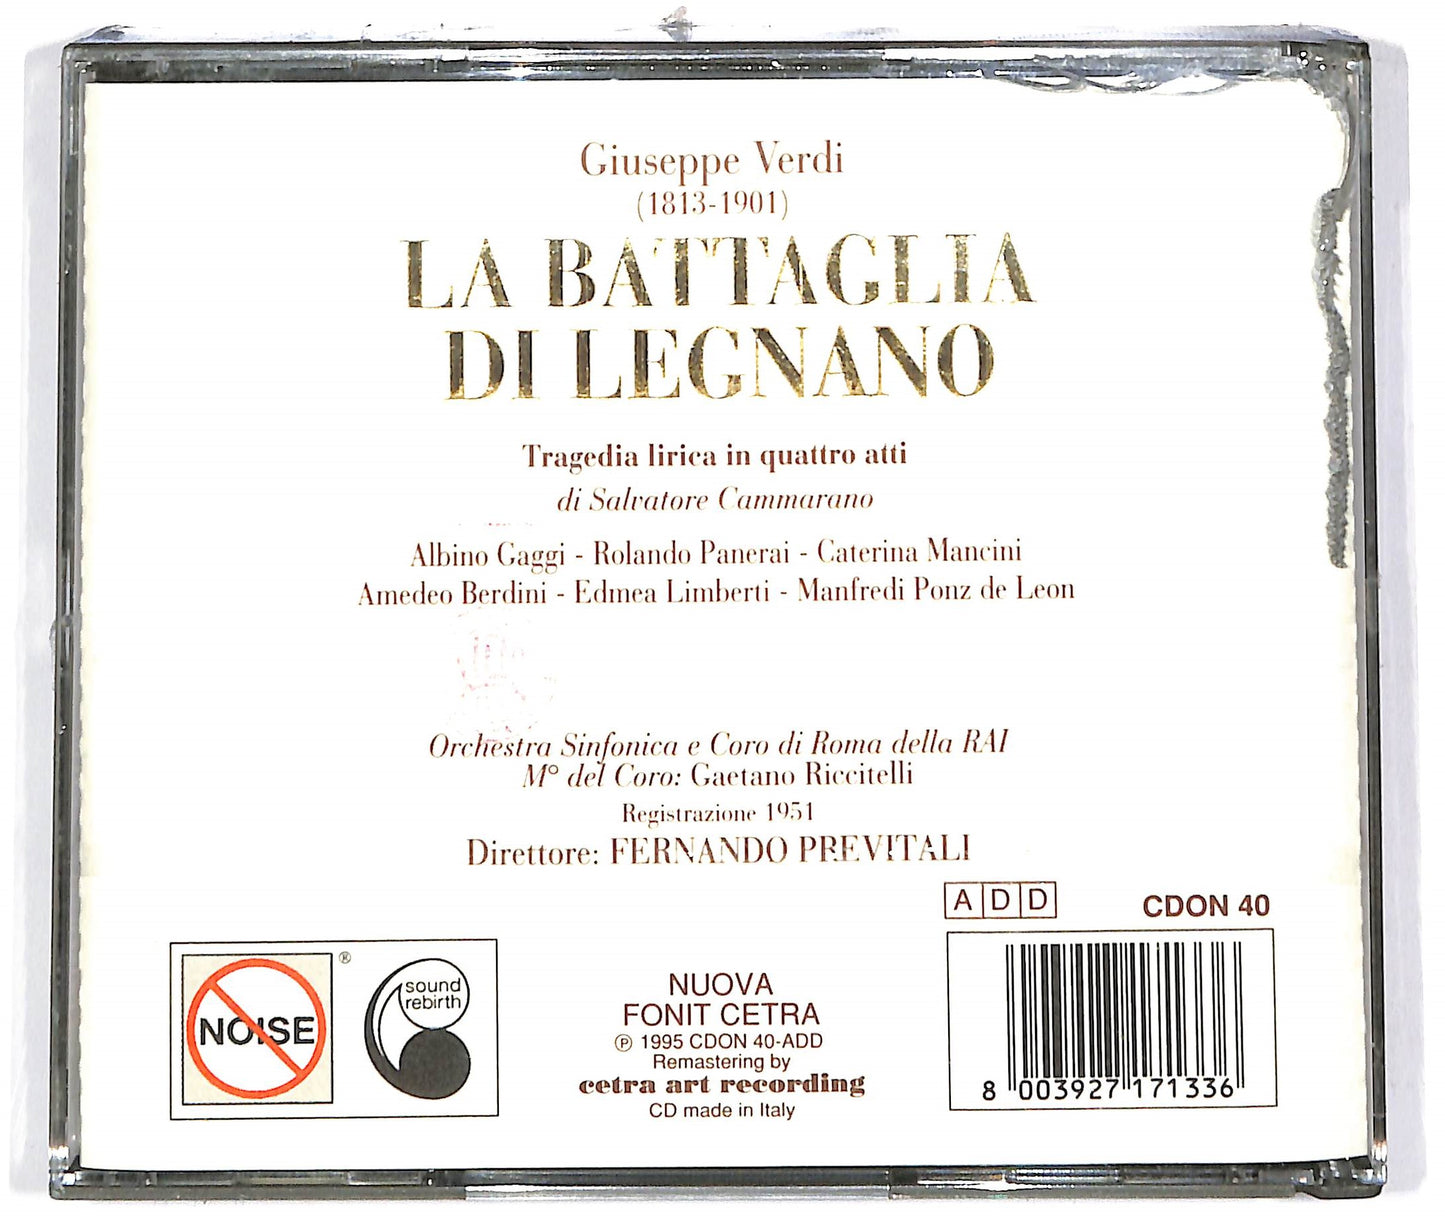 Giuseppe Verdi
(1813-1901)
LA BATTAGLIA
DI LEGNANO
Tragedia lirica in quattro atti
di Salvatore Cammarano
Albino Gaggi - Rolando Panerai - Caterina Mancini
Amedeo Berdini - Edmea Limberti - Manfredi Ponz de Leon
Orchestra Sinfonica e Coro di Roma della RAI
M° del Coro: Gaetano Riccitelli
Registrazione 1951
Direttore: FERNANDO PREVITALI
A D D
CDON 40
NOISE
®
sound
rebirth
NUOVA
FONIT CETRA
℗ 1995 CDON 40-ADD
Remastering by
cetra art recording
CD made in Italy
8 003927 171336